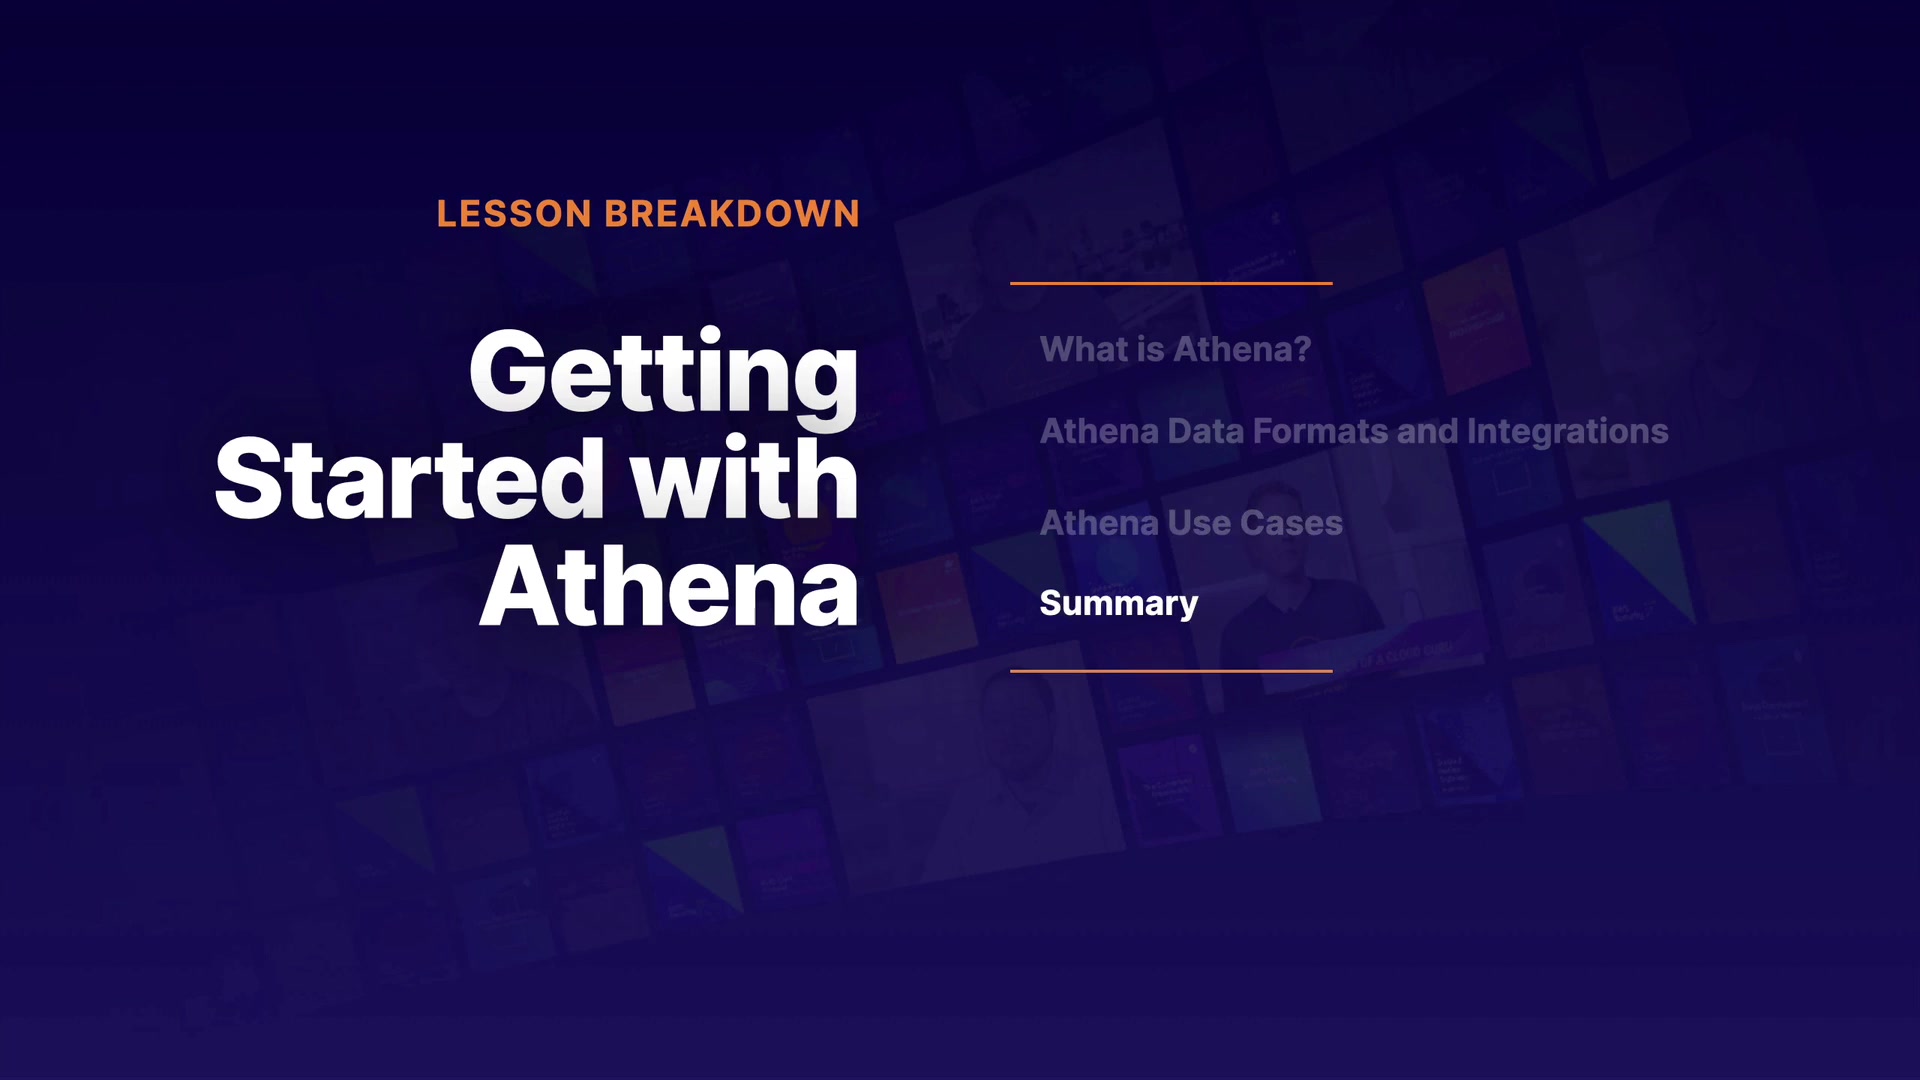 LESSON BREAKDOWN
Getting
Started with
Athena
What is Athena?
Athena Data Formats and Integrations
Athena Use Cases
Summary